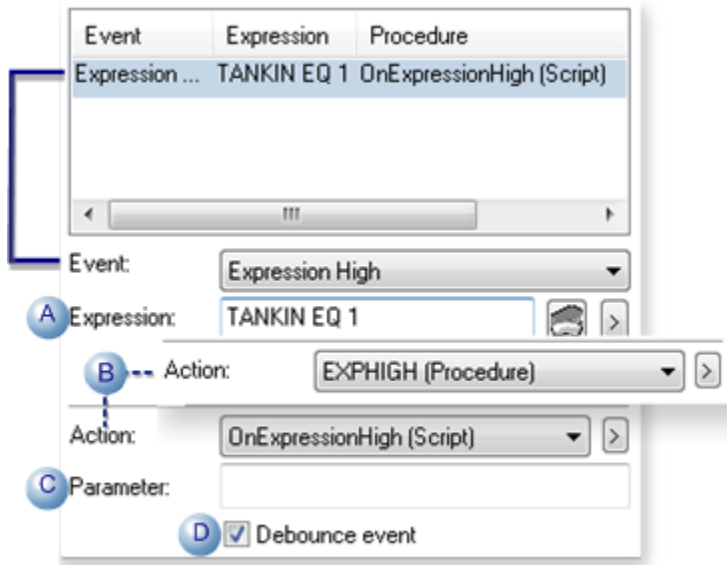 Event Expression Procedure
Expression ... TANKIN EQ 1 OnExpressionHigh (Script)
Event: Expression High
A Expression: TANKIN EQ 1 >
B Action: EXPHIGH (Procedure) >
Action: OnExpressionHigh (Script) >
C Parameter:
D Debounce event